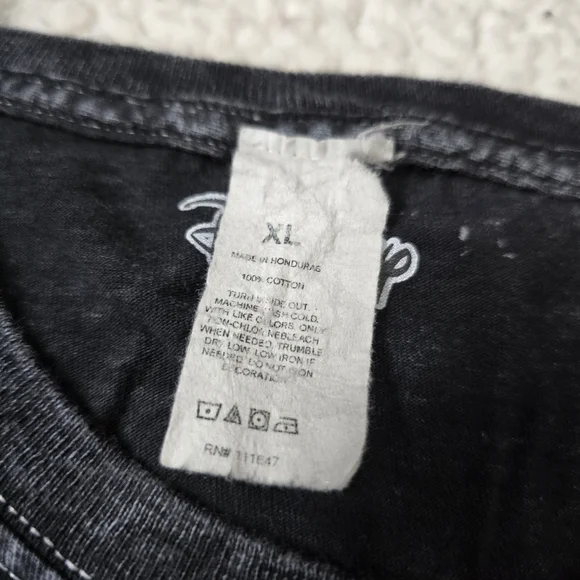 XL
MADE IN HONDURAS
100% COTTON
TURN INSIDE OUT.
MACHINE WASH COLD.
WITH LIKE COLORS. ONLY
NON-CHLORINE BLEACH
WHEN NEEDED. TRUMBLE
DRY LOW. LOW IRON IF
NEEDED. DO NOT IRON
DECORATION
RN# 111647